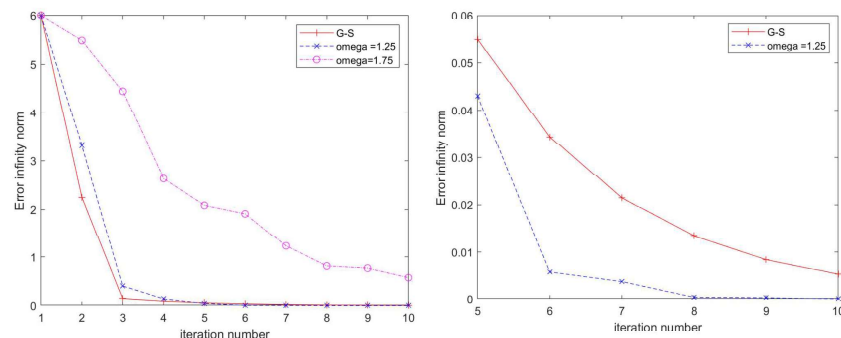 6
5
4
3
2
1
0
Error infinity norm
1 2 3 4 5 6 7 8 9 10
iteration number
G-S
omega =1.25
omega=1.75
0.06
0.05
0.04
0.03
0.02
0.01
0
Error infinity norm
5 6 7 8 9 10
iteration number
G-S
omega =1.25